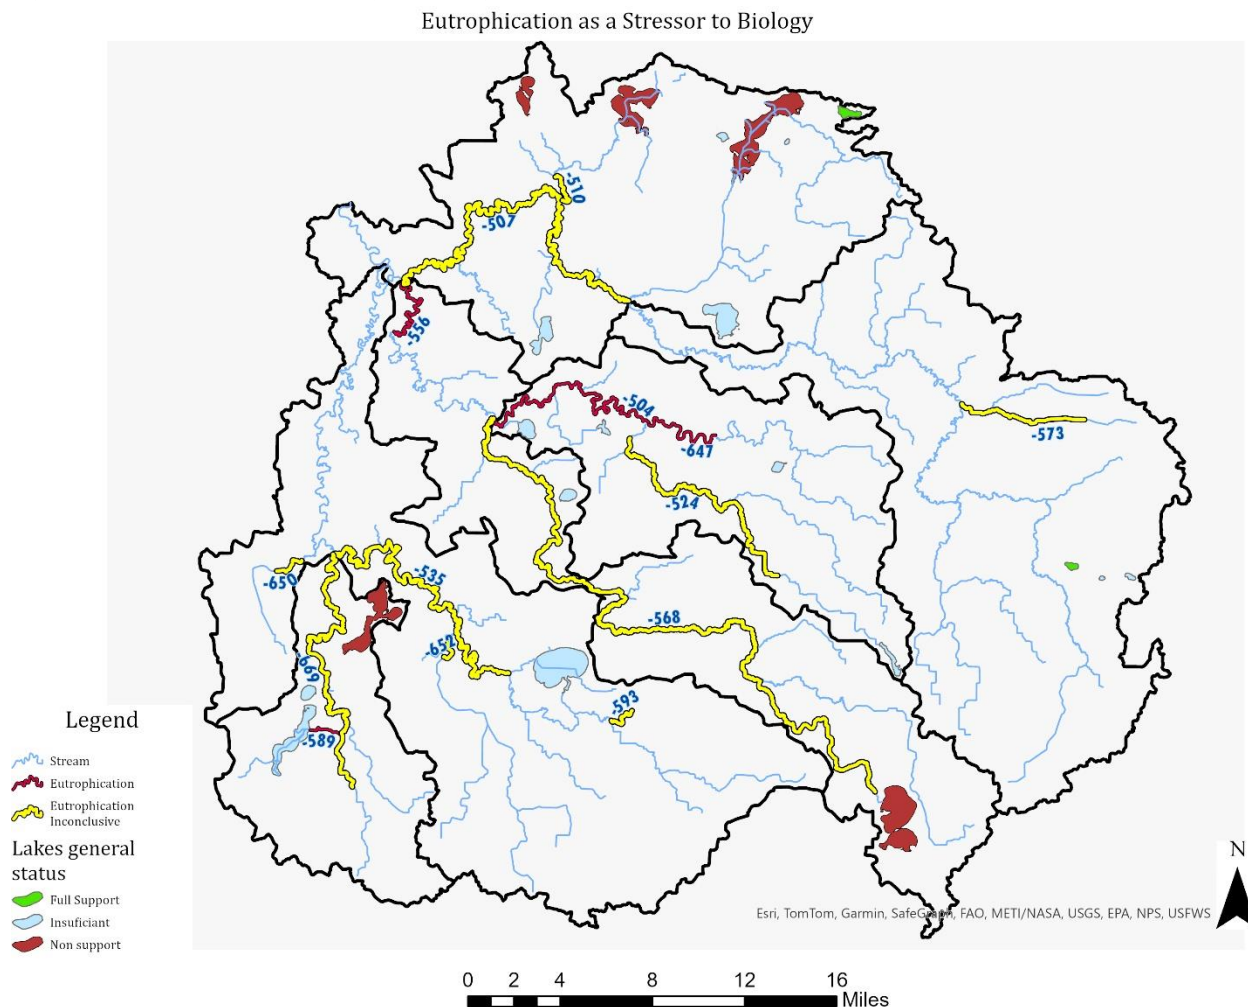 Eutrophication as a Stressor to Biology
-510
-507
-556
-504
-647
-573
-524
-650
-535
-568
-652
-669
-593
-589
Legend
Stream
Eutrophication
Eutrophication
Inconclusive
Lakes general
status
Full Support
Insuficiant
Non support
N
Esri, TomTom, Garmin, SafeGraph, FAO, METI/NASA, USGS, EPA, NPS, USFWS
0 2 4 8 12 16
Miles